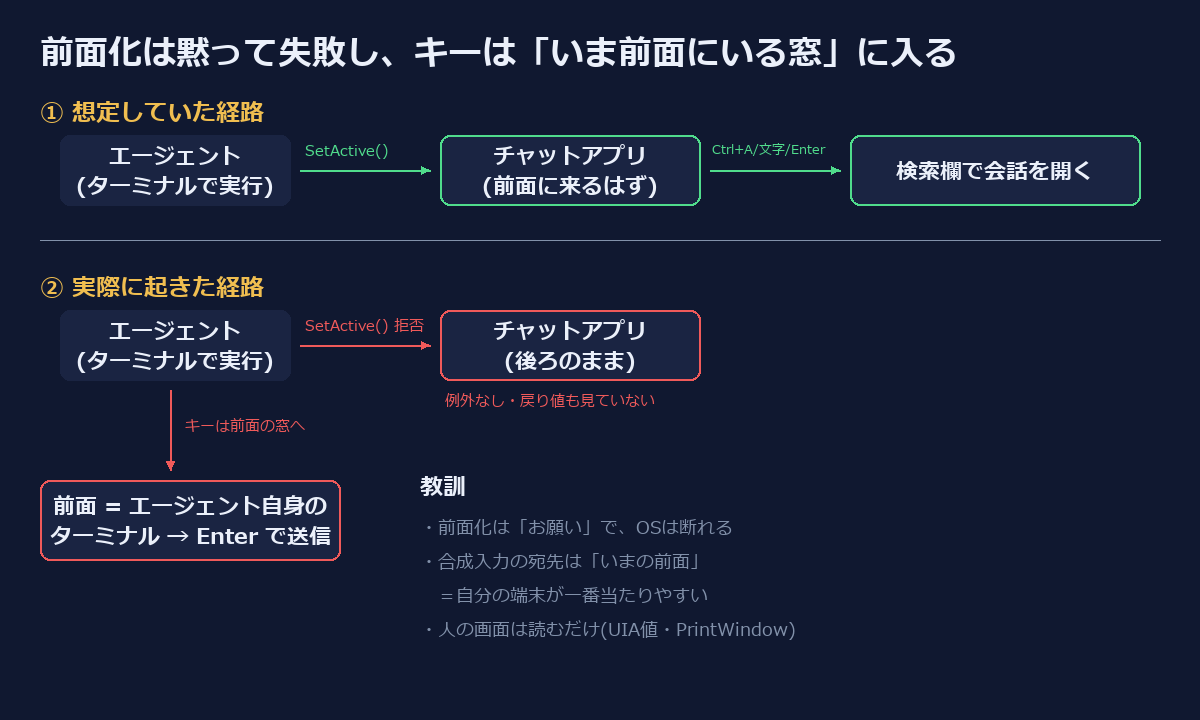 前面化は黙って失敗し、キーは「いま前面にいる窓」に入る
① 想定していた経路
エージェント
(ターミナルで実行)
SetActive()
チャットアプリ
(前面に来るはず)
Ctrl+A/文字/Enter
検索欄で会話を開く
② 実際に起きた経路
エージェント
(ターミナルで実行)
SetActive() 拒否
チャットアプリ
(後ろのまま)
例外なし・戻り値も見ていない
キーは前面の窓へ
前面 = エージェント自身の
ターミナル → Enter で送信
教訓
・前面化は「お願い」で、OSは断れる
・合成入力の宛先は「いまの前面」
＝自分の端末が一番当たりやすい
・人の画面は読むだけ(UIA値・PrintWindow)